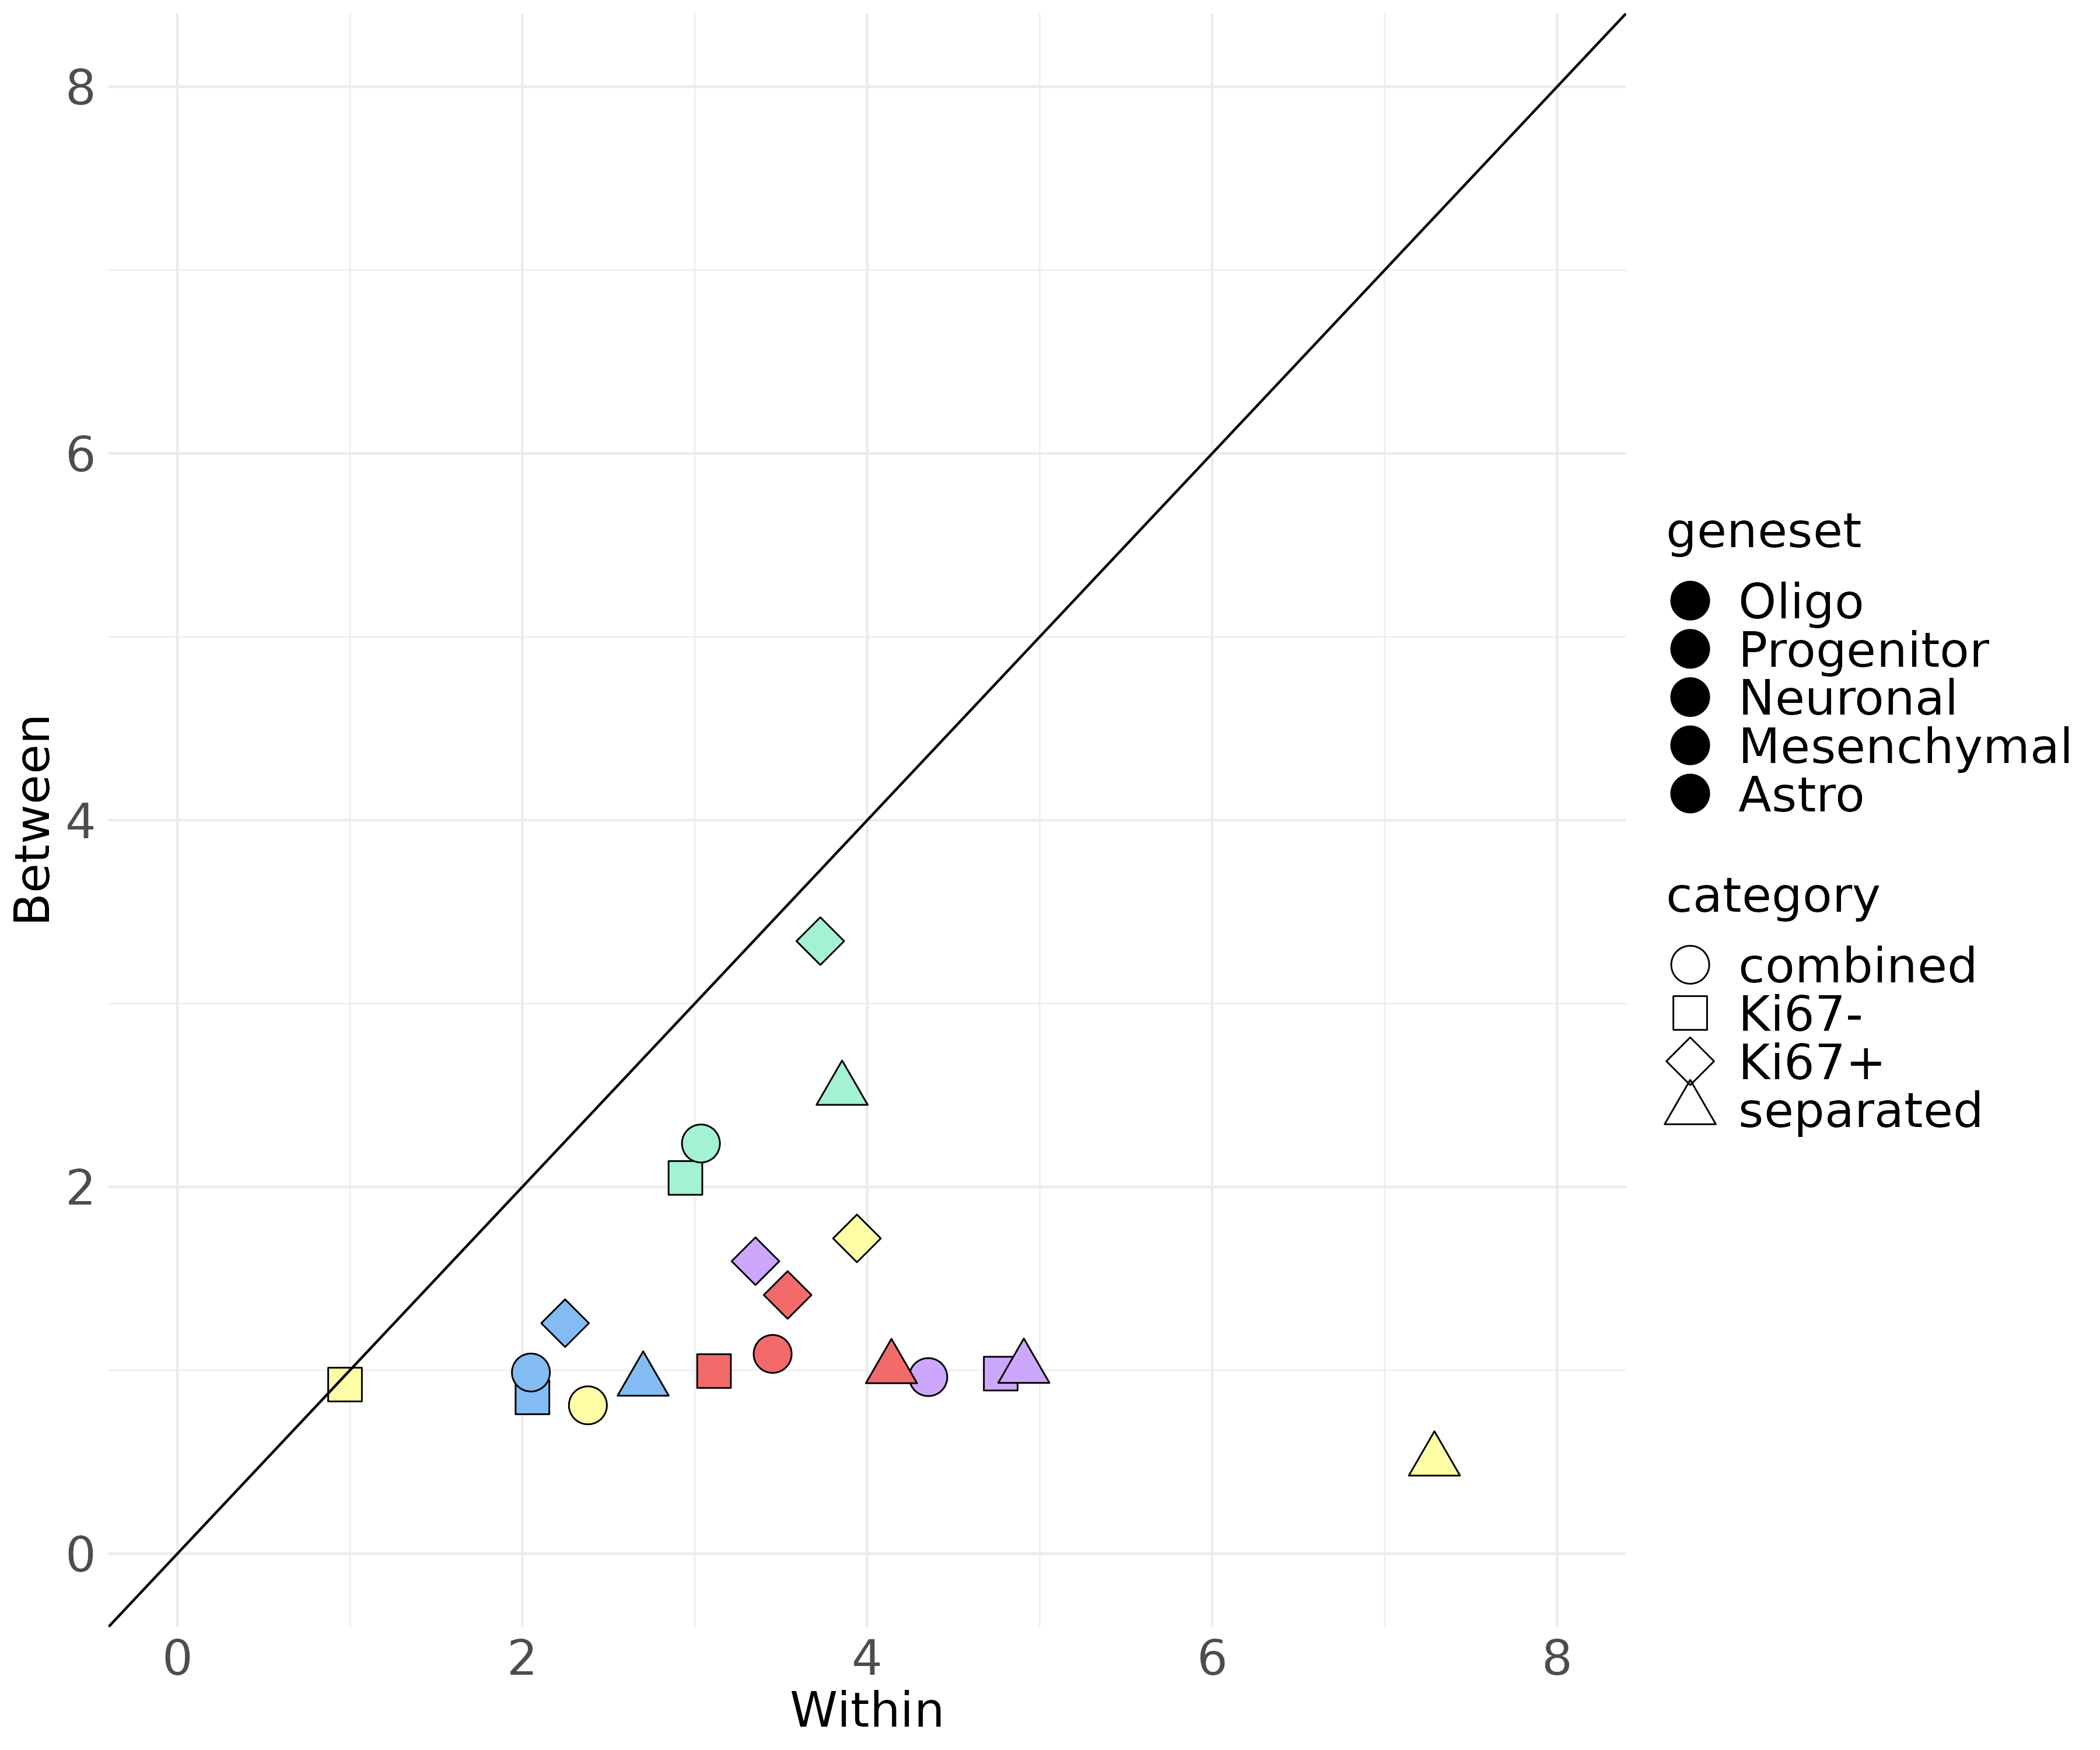 8
6
4
2
0
0 2 4 6 8
Within
Between
geneset
Oligo
Progenitor
Neuronal
Mesenchymal
Astro
category
combined
Ki67-
Ki67+
separated